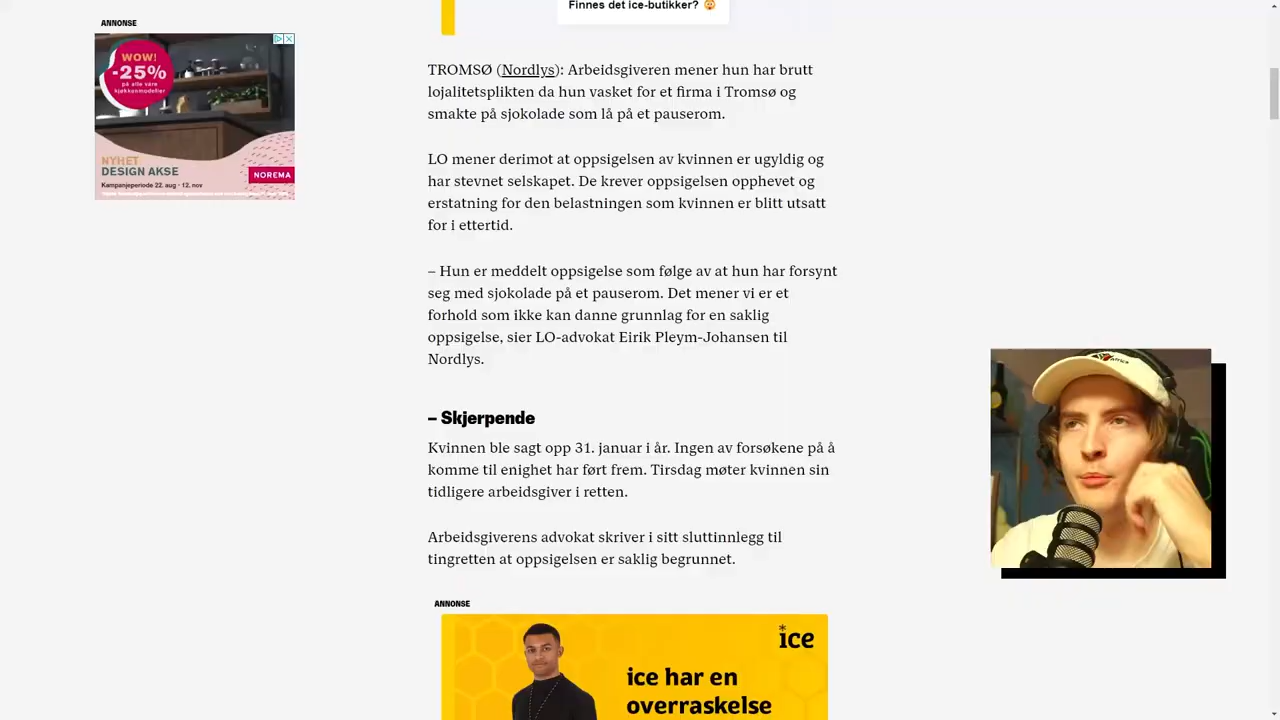 Finnes det ice-butikker? 😳
ANNONSE
WOW!
-25%
på alle våre
kjøkkenmodeller
NYHET
DESIGN AKSE
NOREMA
Kampanjeperiode 22. aug - 12. nov
TROMSØ (Nordlys): Arbeidsgiveren mener hun har brutt
lojalitetsplikten da hun vasket for et firma i Tromsø og
smakte på sjokolade som lå på et pauserom.
LO mener derimot at oppsigelsen av kvinnen er ugyldig og
har stevnet selskapet. De krever oppsigelsen opphevet og
erstatning for den belastningen som kvinnen er blitt utsatt
for i ettertid.
– Hun er meddelt oppsigelse som følge av at hun har forsynt
seg med sjokolade på et pauserom. Det mener vi er et
forhold som ikke kan danne grunnlag for en saklig
oppsigelse, sier LO-advokat Eirik Pleym-Johansen til
Nordlys.
– Skjerpende
Kvinnen ble sagt opp 31. januar i år. Ingen av forsøkene på å
komme til enighet har ført frem. Tirsdag møter kvinnen sin
tidligere arbeidsgiver i retten.
Arbeidsgiverens advokat skriver i sitt sluttinnlegg til
tingretten at oppsigelsen er saklig begrunnet.
ANNONSE
*ice
ice har en
overraskelse